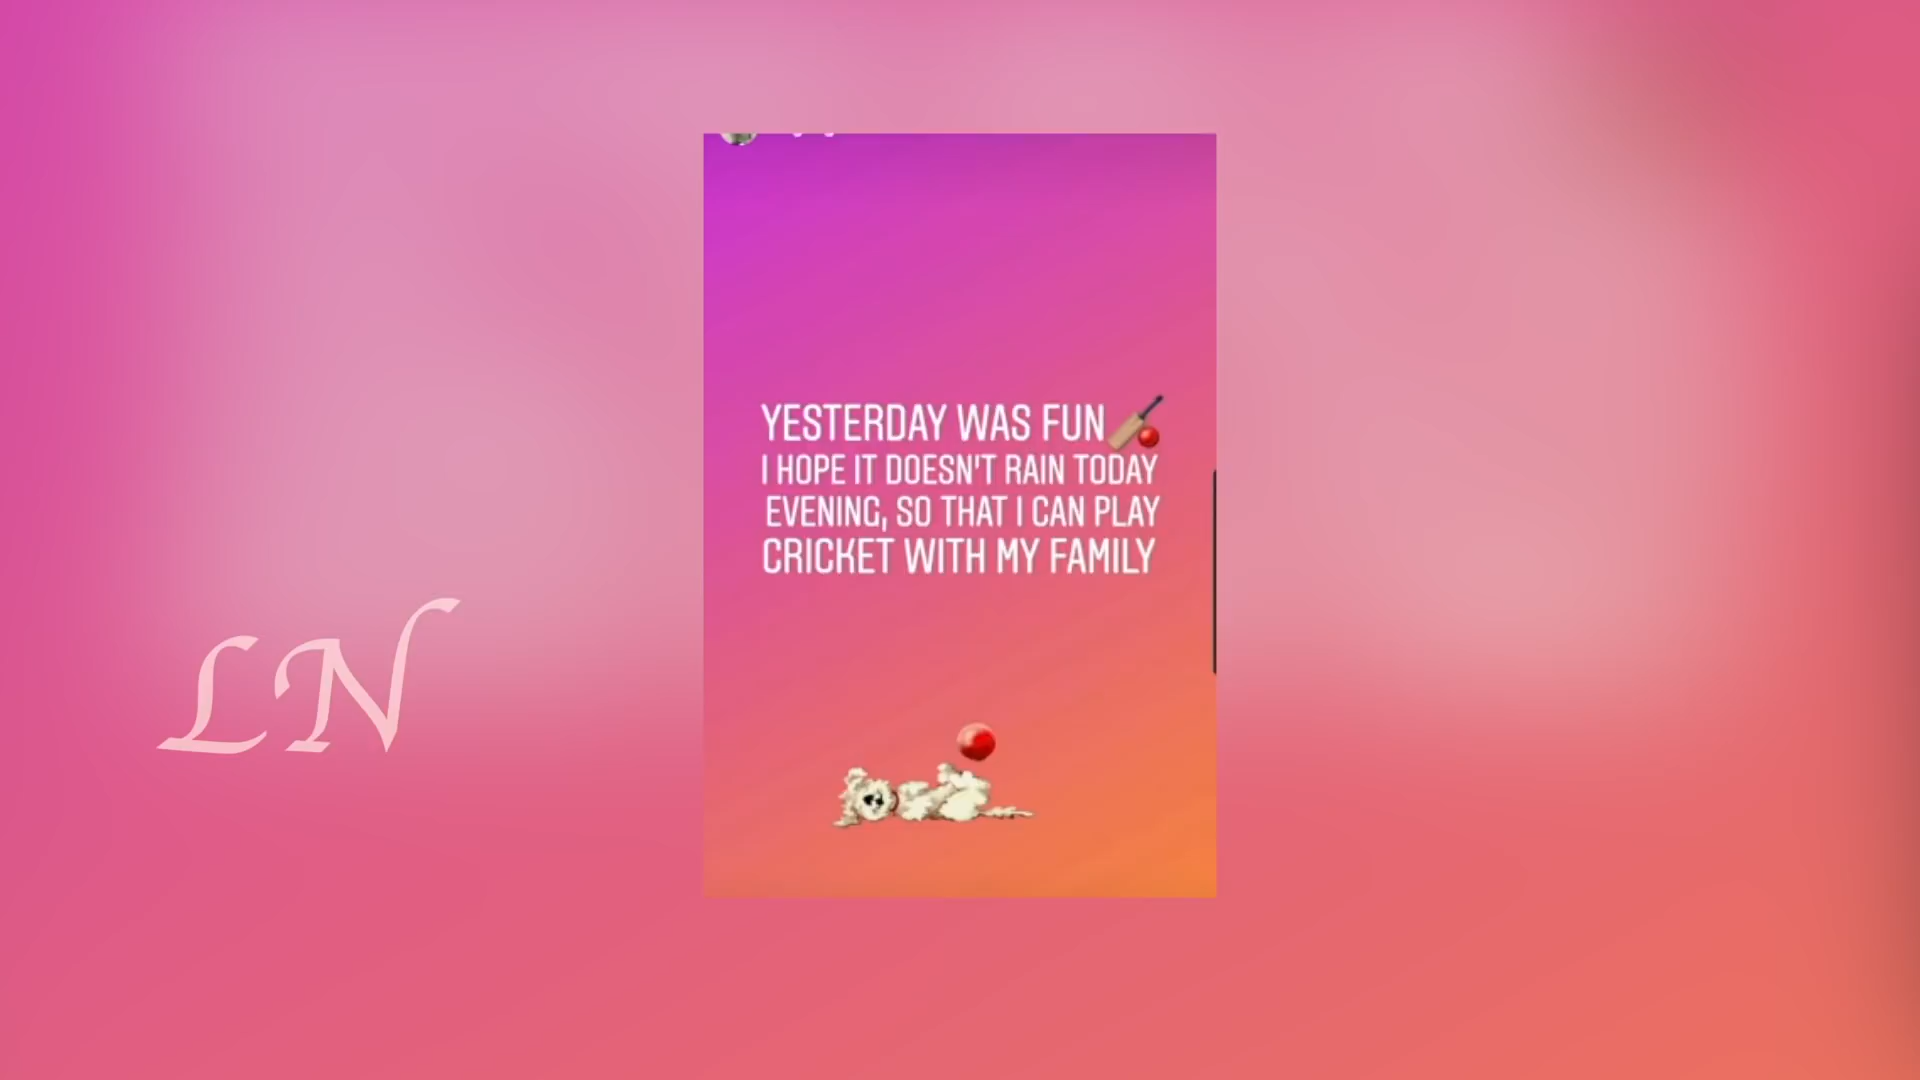 YESTERDAY WAS FUN
I HOPE IT DOESN'T RAIN TODAY
EVENING, SO THAT I CAN PLAY
CRICKET WITH MY FAMILY
LN